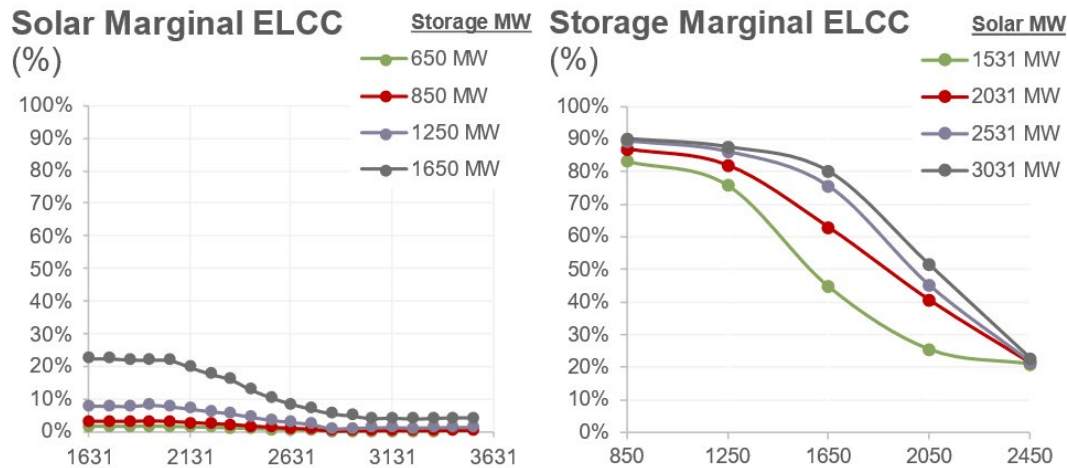 Solar Marginal ELCC
(%)
Storage MW
650 MW
850 MW
1250 MW
1650 MW
100%
90%
80%
70%
60%
50%
40%
30%
20%
10%
0%
1631
2131
2631
3131
3631
Storage Marginal ELCC
(%)
Solar MW
1531 MW
2031 MW
2531 MW
3031 MW
100%
90%
80%
70%
60%
50%
40%
30%
20%
10%
0%
850
1250
1650
2050
2450